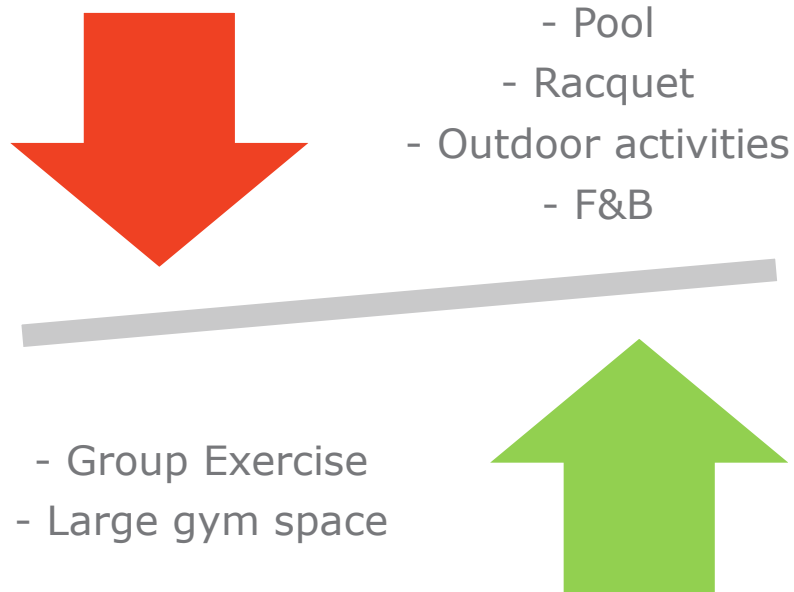 - Pool
- Racquet
- Outdoor activities
- F&B
- Group Exercise
- Large gym space